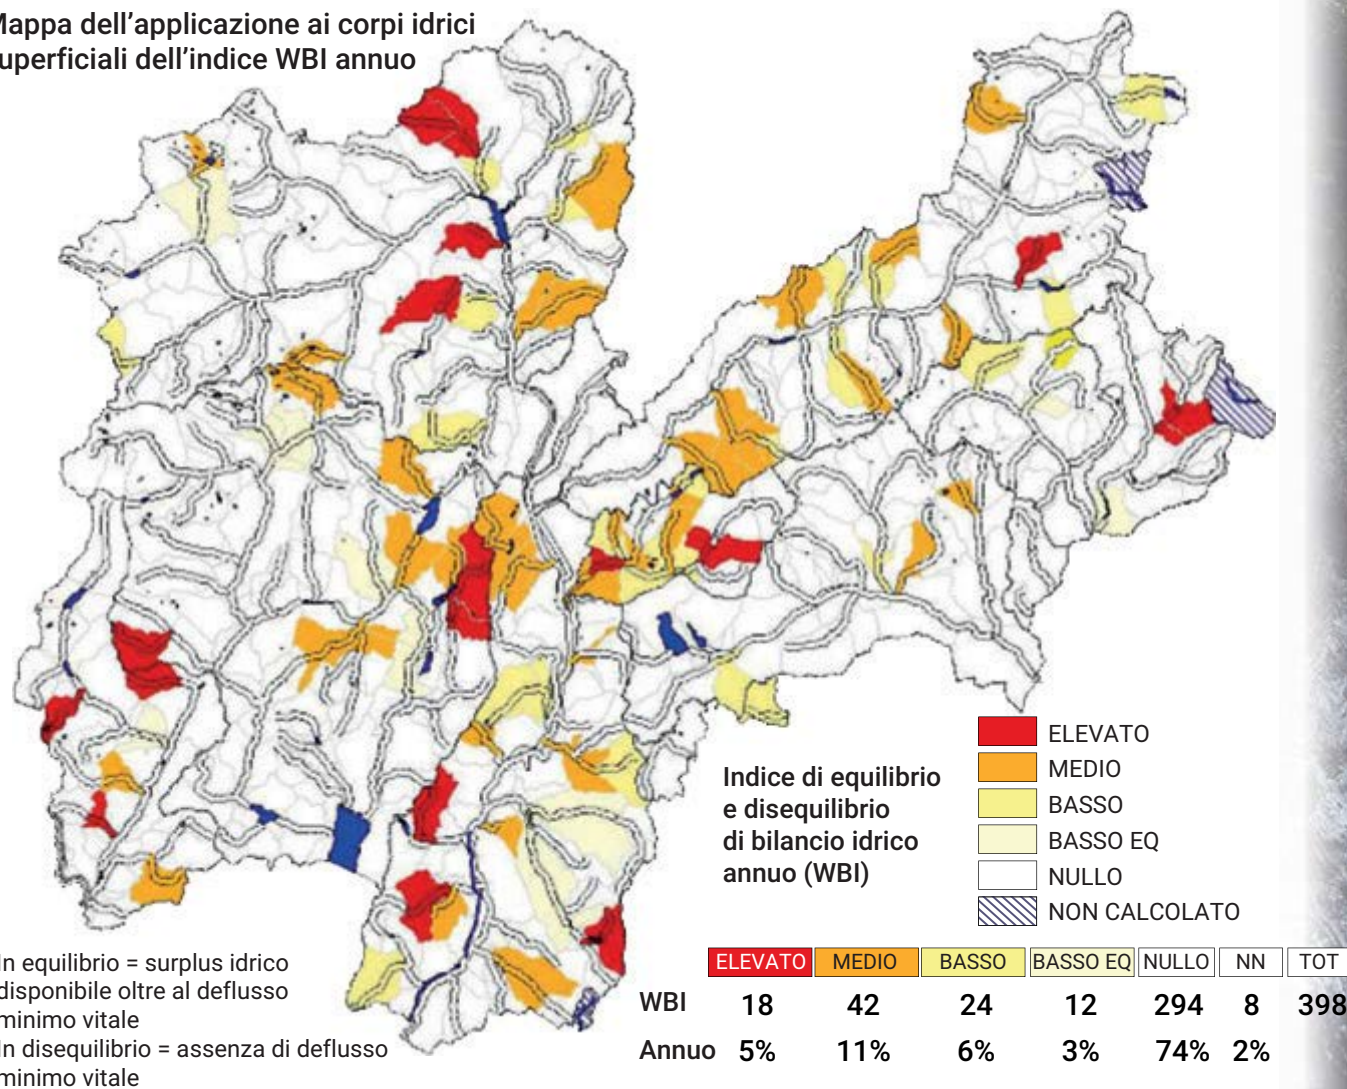 Mappa dell'applicazione ai corpi idrici
superficiali dell'indice WBI annuo
Indice di equilibrio
e disequilibrio
di bilancio idrico
annuo (WBI)
ELEVATO
MEDIO
BASSO
BASSO EQ
NULLO
NON CALCOLATO
In equilibrio = surplus idrico
disponibile oltre al deflusso
minimo vitale
In disequilibrio = assenza di deflusso
minimo vitale
ELEVATO MEDIO BASSO BASSO EQ NULLO NN TOT
WBI 18 42 24 12 294 8 398
Annuo 5% 11% 6% 3% 74% 2%